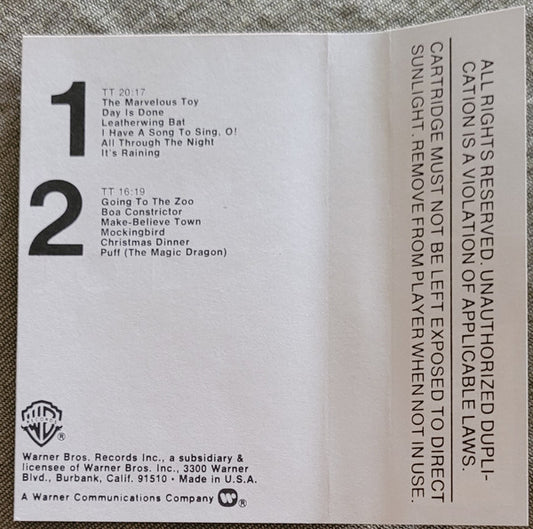 1
TT 20:17
The Marvelous Toy
Day Is Done
Leatherwing Bat
I Have A Song To Sing, O!
All Through The Night
It's Raining
2
TT 16:19
Going To The Zoo
Boa Constrictor
Make-Believe Town
Mockingbird
Christmas Dinner
Puff (The Magic Dragon)
WB
RECORDS
®
Warner Bros. Records Inc., a subsidiary &
licensee of Warner Bros. Inc., 3300 Warner
Blvd., Burbank, Calif. 91510 • Made in U.S.A.
A Warner Communications Company ®
ALL RIGHTS RESERVED. UNAUTHORIZED DUPLI-
CATION IS A VIOLATION OF APPLICABLE LAWS.
CARTRIDGE MUST NOT BE LEFT EXPOSED TO DIRECT
SUNLIGHT. REMOVE FROM PLAYER WHEN NOT IN USE.